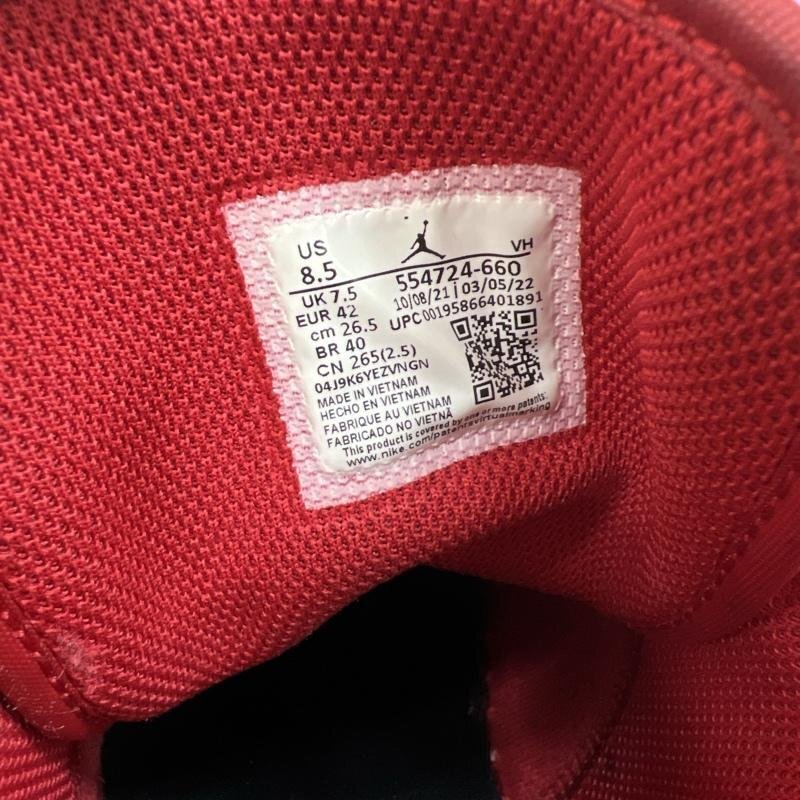 US VH
8.5 554724-660
UK 7.5 10/08/21 | 03/05/22
EUR 42 UPC00195866401891
cm 26.5
BR 40
CN 265(2.5)
04J9K6YEZVNGN
MADE IN VIETNAM
HECHO EN VIETNAM
FABRIQUE AU VIETNAM
FABRICADO NO VIETNÃ
This product is covered by one or more patents:
www.nike.com/patentsvirtualmarking